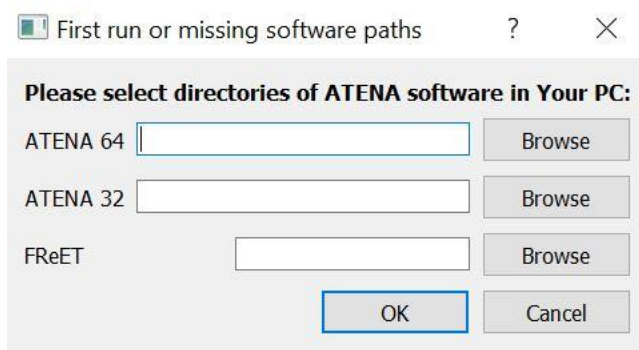 First run or missing software paths ? ×
Please select directories of ATENA software in Your PC:
ATENA 64 Browse
ATENA 32 Browse
FReET Browse
OK Cancel